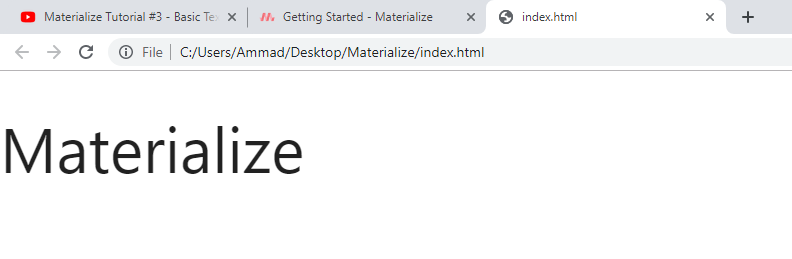 Materialize Tutorial #3 - Basic Te
Getting Started - Materialize
index.html
File
C:/Users/Ammad/Desktop/Materialize/index.html
Materialize